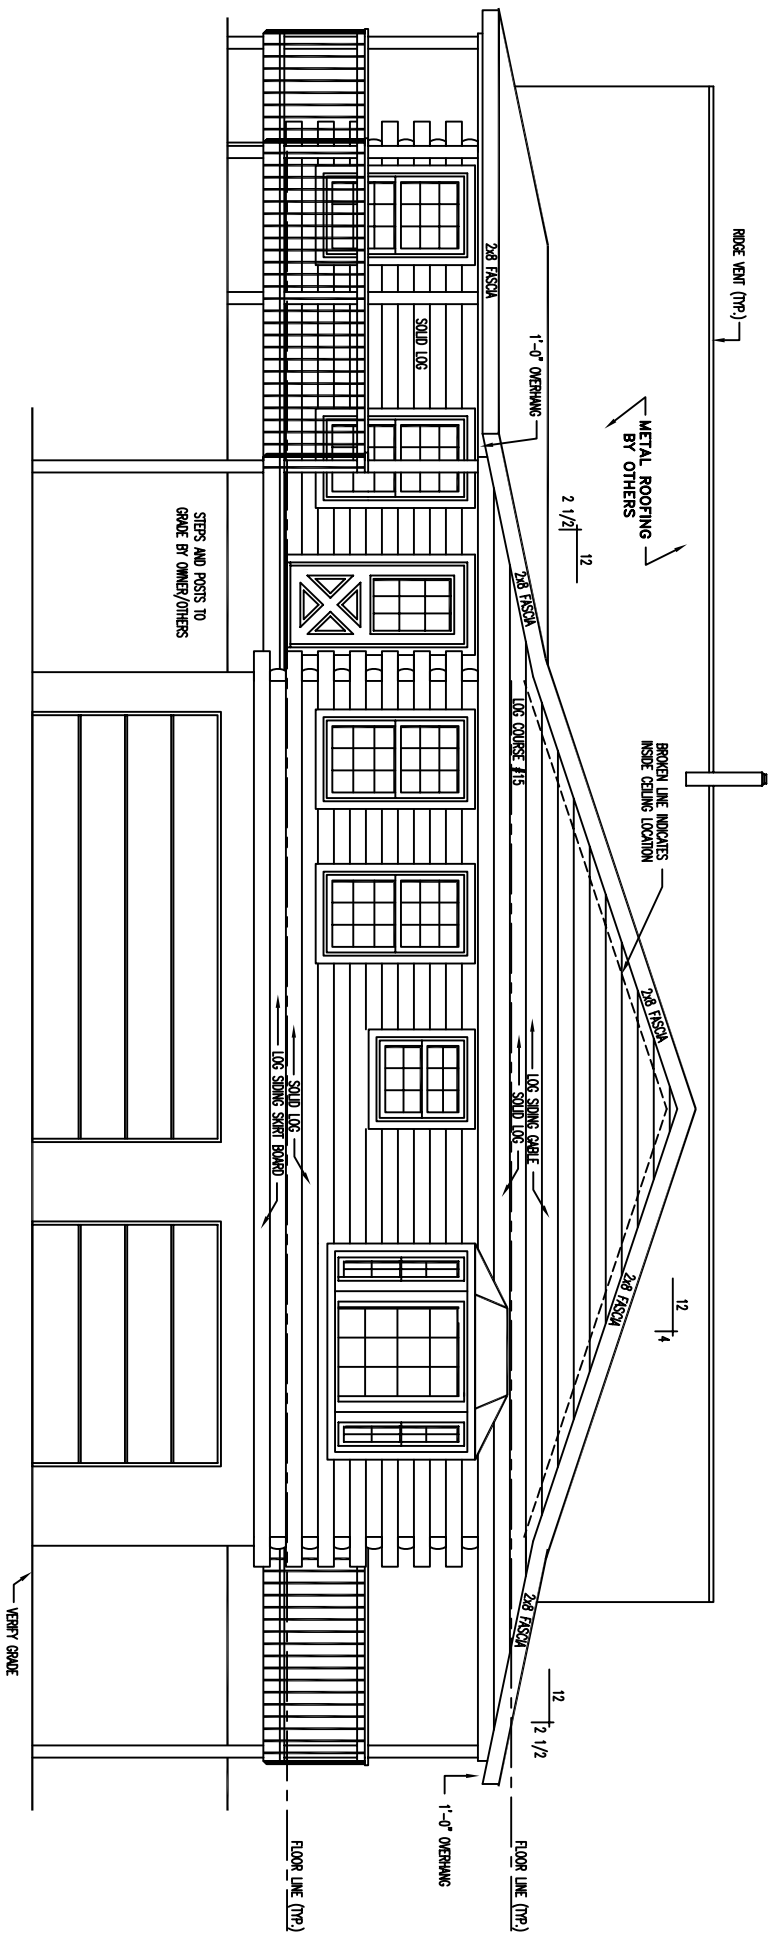 RIDGE VENT (TYP.)
METAL ROOFING
BY OTHERS
12
2 1/2
1'-0" OVERHANG
2x8 FASCIA
SOLID LOG
2x8 FASCIA
LOG COURSE #15
BROKEN LINE INDICATES
INSIDE CEILING LOCATION
2x8 FASCIA
12
4
2x8 FASCIA
LOG SIDING GABLE
SOLID LOG
SOLID LOG
LOG SIDING SKIRT BOARD
STEPS AND POSTS TO
GRADE BY OWNER/OTHERS
2x8 FASCIA
12
2 1/2
1'-0" OVERHANG
FLOOR LINE (TYP.)
FLOOR LINE (TYP.)
VERIFY GRADE